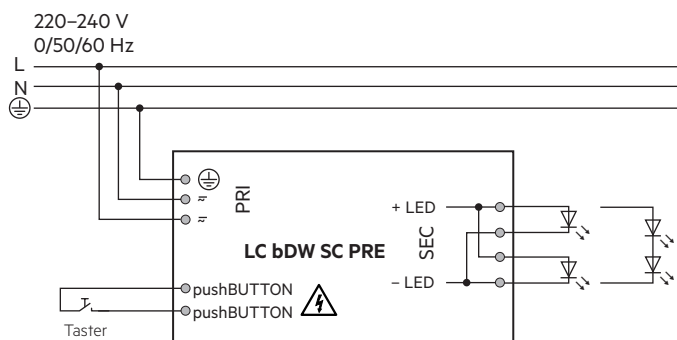 220–240 V
0/50/60 Hz
L
N
PRI
+ LED
SEC
LC bDW SC PRE
– LED
pushBUTTON
pushBUTTON
Taster